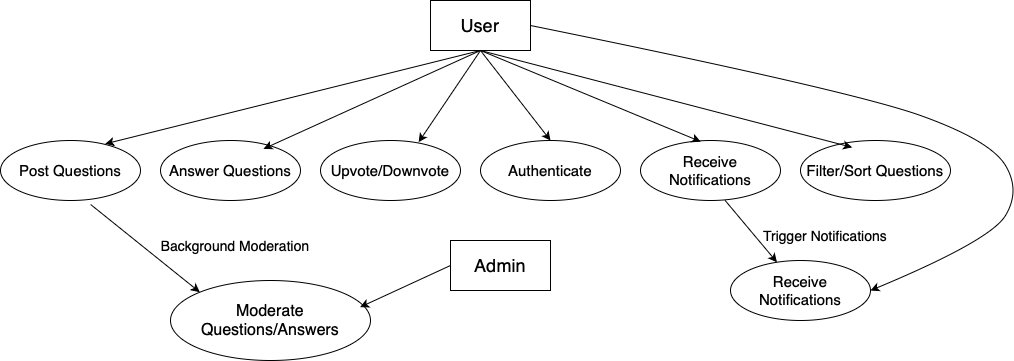 User
Post Questions
Answer Questions
Upvote/Downvote
Authenticate
Receive
Notifications
Filter/Sort Questions
Background Moderation
Trigger Notifications
Admin
Receive
Notifications
Moderate
Questions/Answers